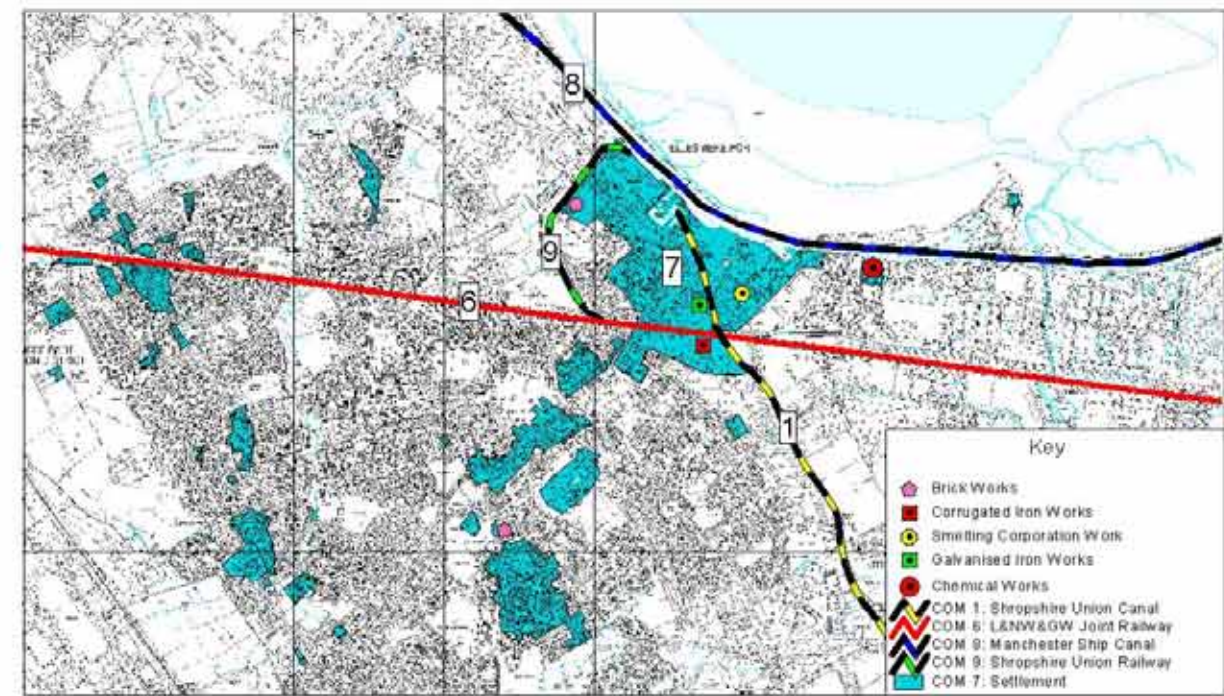 8
9
7
6
1
Key
Brick Works
Corrugated Iron Works
Smelting Corporation Work
Galvanised Iron Works
Chemical Works
COM 1: Shropshire Union Canal
COM 6: L&NW&GW Joint Railway
COM 8: Manchester Ship Canal
COM 9: Shropshire Union Railway
COM 7: Settlement